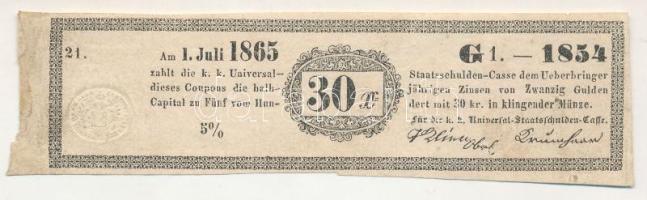 21.
Am 1. Juli 1865
G 1. — 1854
zahlt die k. k. Universal- Staatsschulden-Casse dem Ueberbringer
dieses Coupons die halb- jährigen Zinsen von Zwanzig Gulden
Capital zu Fünf vom Hun- dert mit 30 kr. in klingender Münze.
30
5%
Für die k. k. Universal-Staatsschulden-Casse.